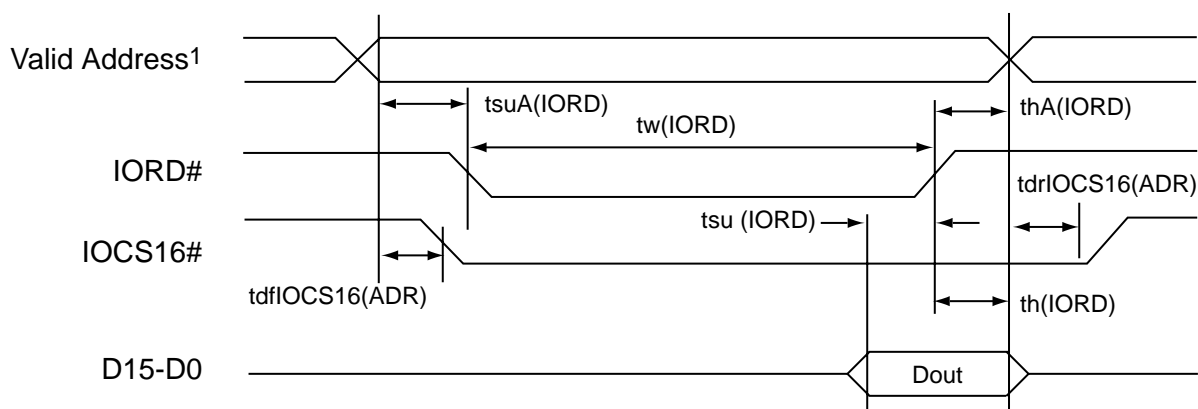 Valid Address1
tsuA(IORD)
thA(IORD)
tw(IORD)
IORD#
tdrIOCS16(ADR)
tsu (IORD)
IOCS16#
tdfIOCS16(ADR)
th(IORD)
D15-D0
Dout